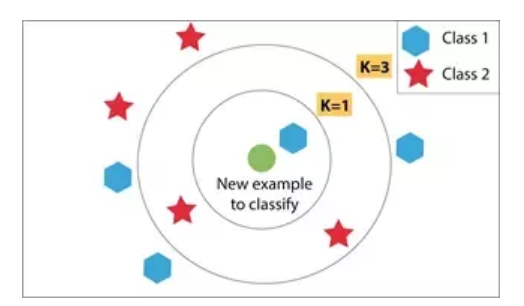 Class 1
K=3
Class 2
K=1
New example
to classify